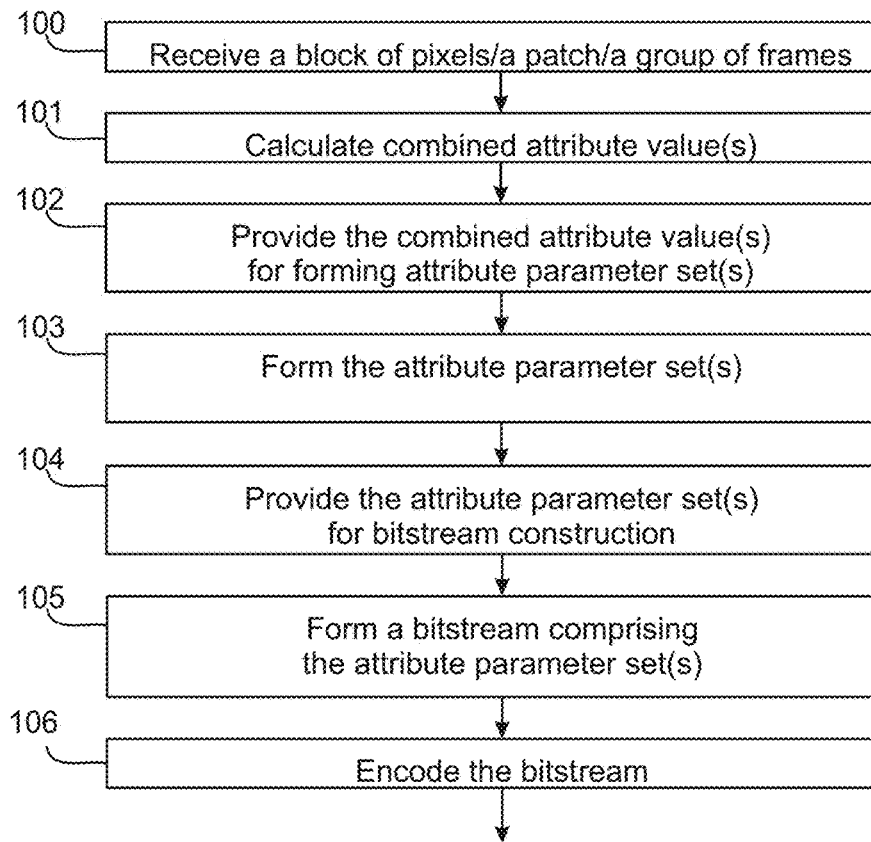 100
Receive a block of pixels/a patch/a group of frames
101
Calculate combined attribute value(s)
102
Provide the combined attribute value(s)
for forming attribute parameter set(s)
103
Form the attribute parameter set(s)
104
Provide the attribute parameter set(s)
for bitstream construction
105
Form a bitstream comprising
the attribute parameter set(s)
106
Encode the bitstream